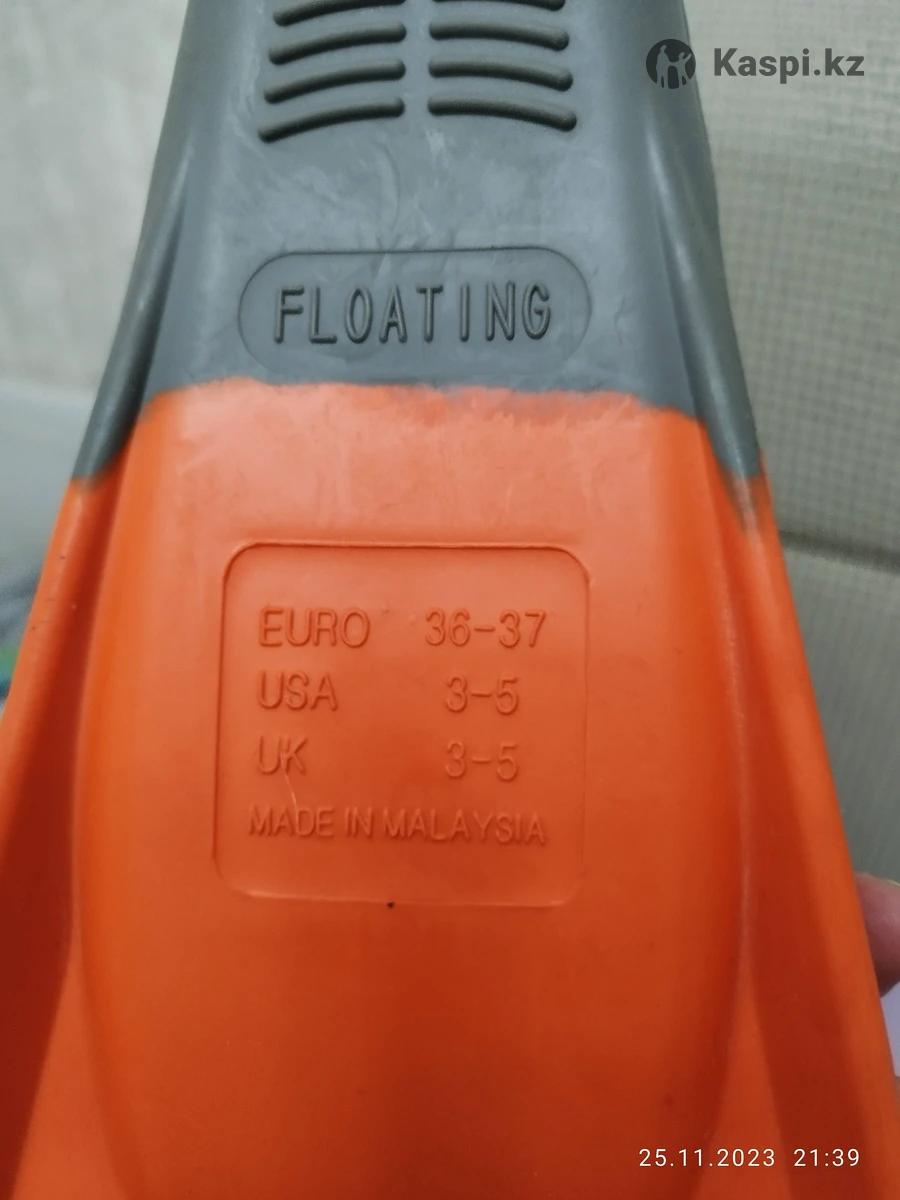 Kaspi.kz
FLOATING
EURO 36-37
USA 3-5
UK 3-5
MADE IN MALAYSIA
25.11.2023 21:39